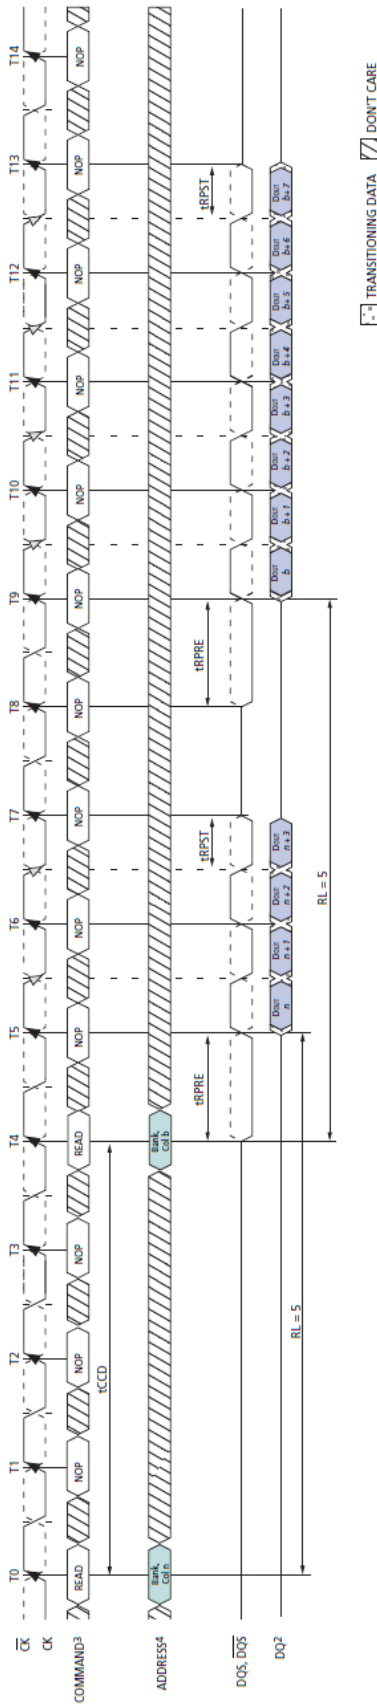 T0 T1 T2 T3 T4 T5 T6 T7 T8 T9 T10 T11 T12 T13 T14
CK
CK
COMMAND3 READ NOP NOP NOP READ NOP NOP NOP NOP NOP NOP NOP NOP NOP NOP
tCCD
ADDRESS4 Bank, Col n Bank, Col b
tRPRE tRPST tRPRE tRPST
DQS, DQS
DQ2 DOUT n DOUT n+1 DOUT n+2 DOUT n+3 DOUT b DOUT b+1 DOUT b+2 DOUT b+3 DOUT b+4 DOUT b+5 DOUT b+6 DOUT b+7
RL = 5 RL = 5
TRANSITIONING DATA DON'T CARE